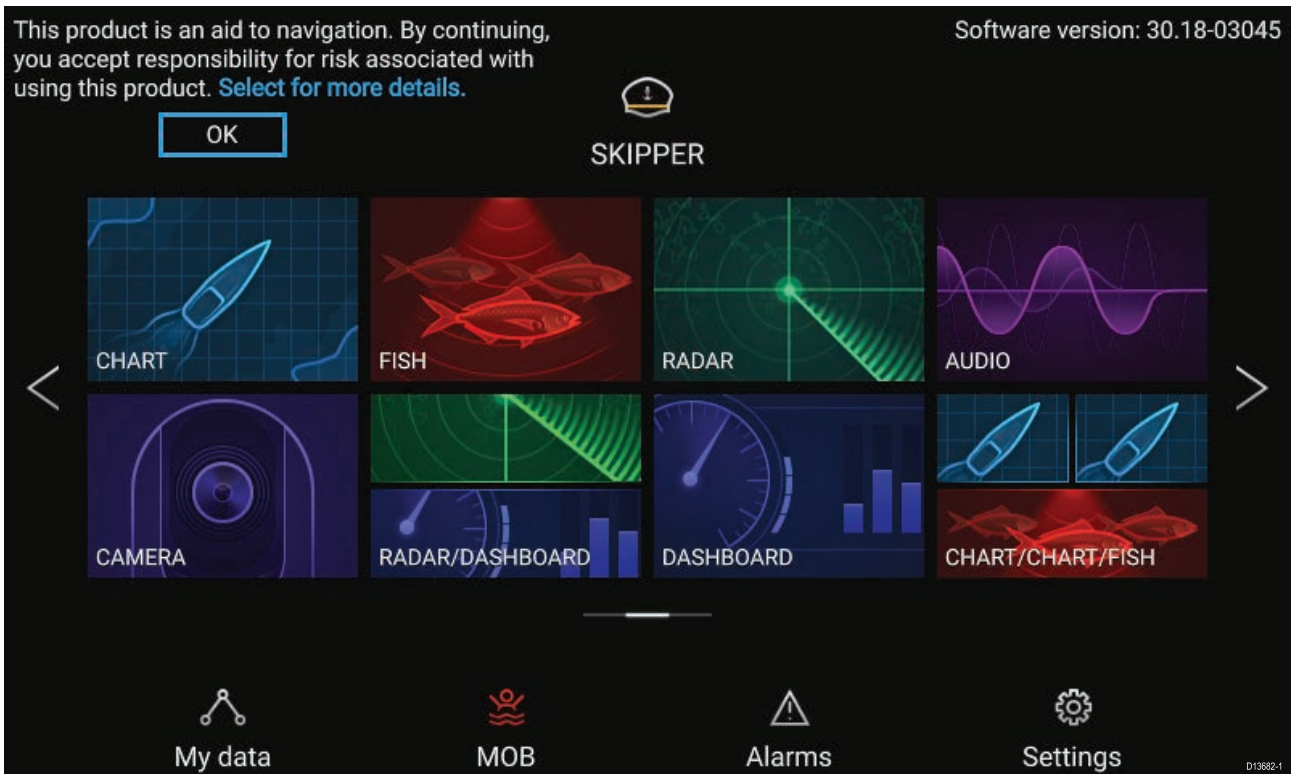 This product is an aid to navigation. By continuing,
you accept responsibility for risk associated with
using this product. Select for more details.
OK
Software version: 30.18-03045
SKIPPER
CHART
FISH
RADAR
AUDIO
CAMERA
RADAR/DASHBOARD
DASHBOARD
CHART/CHART/FISH
My data
MOB
Alarms
Settings
D13682-1